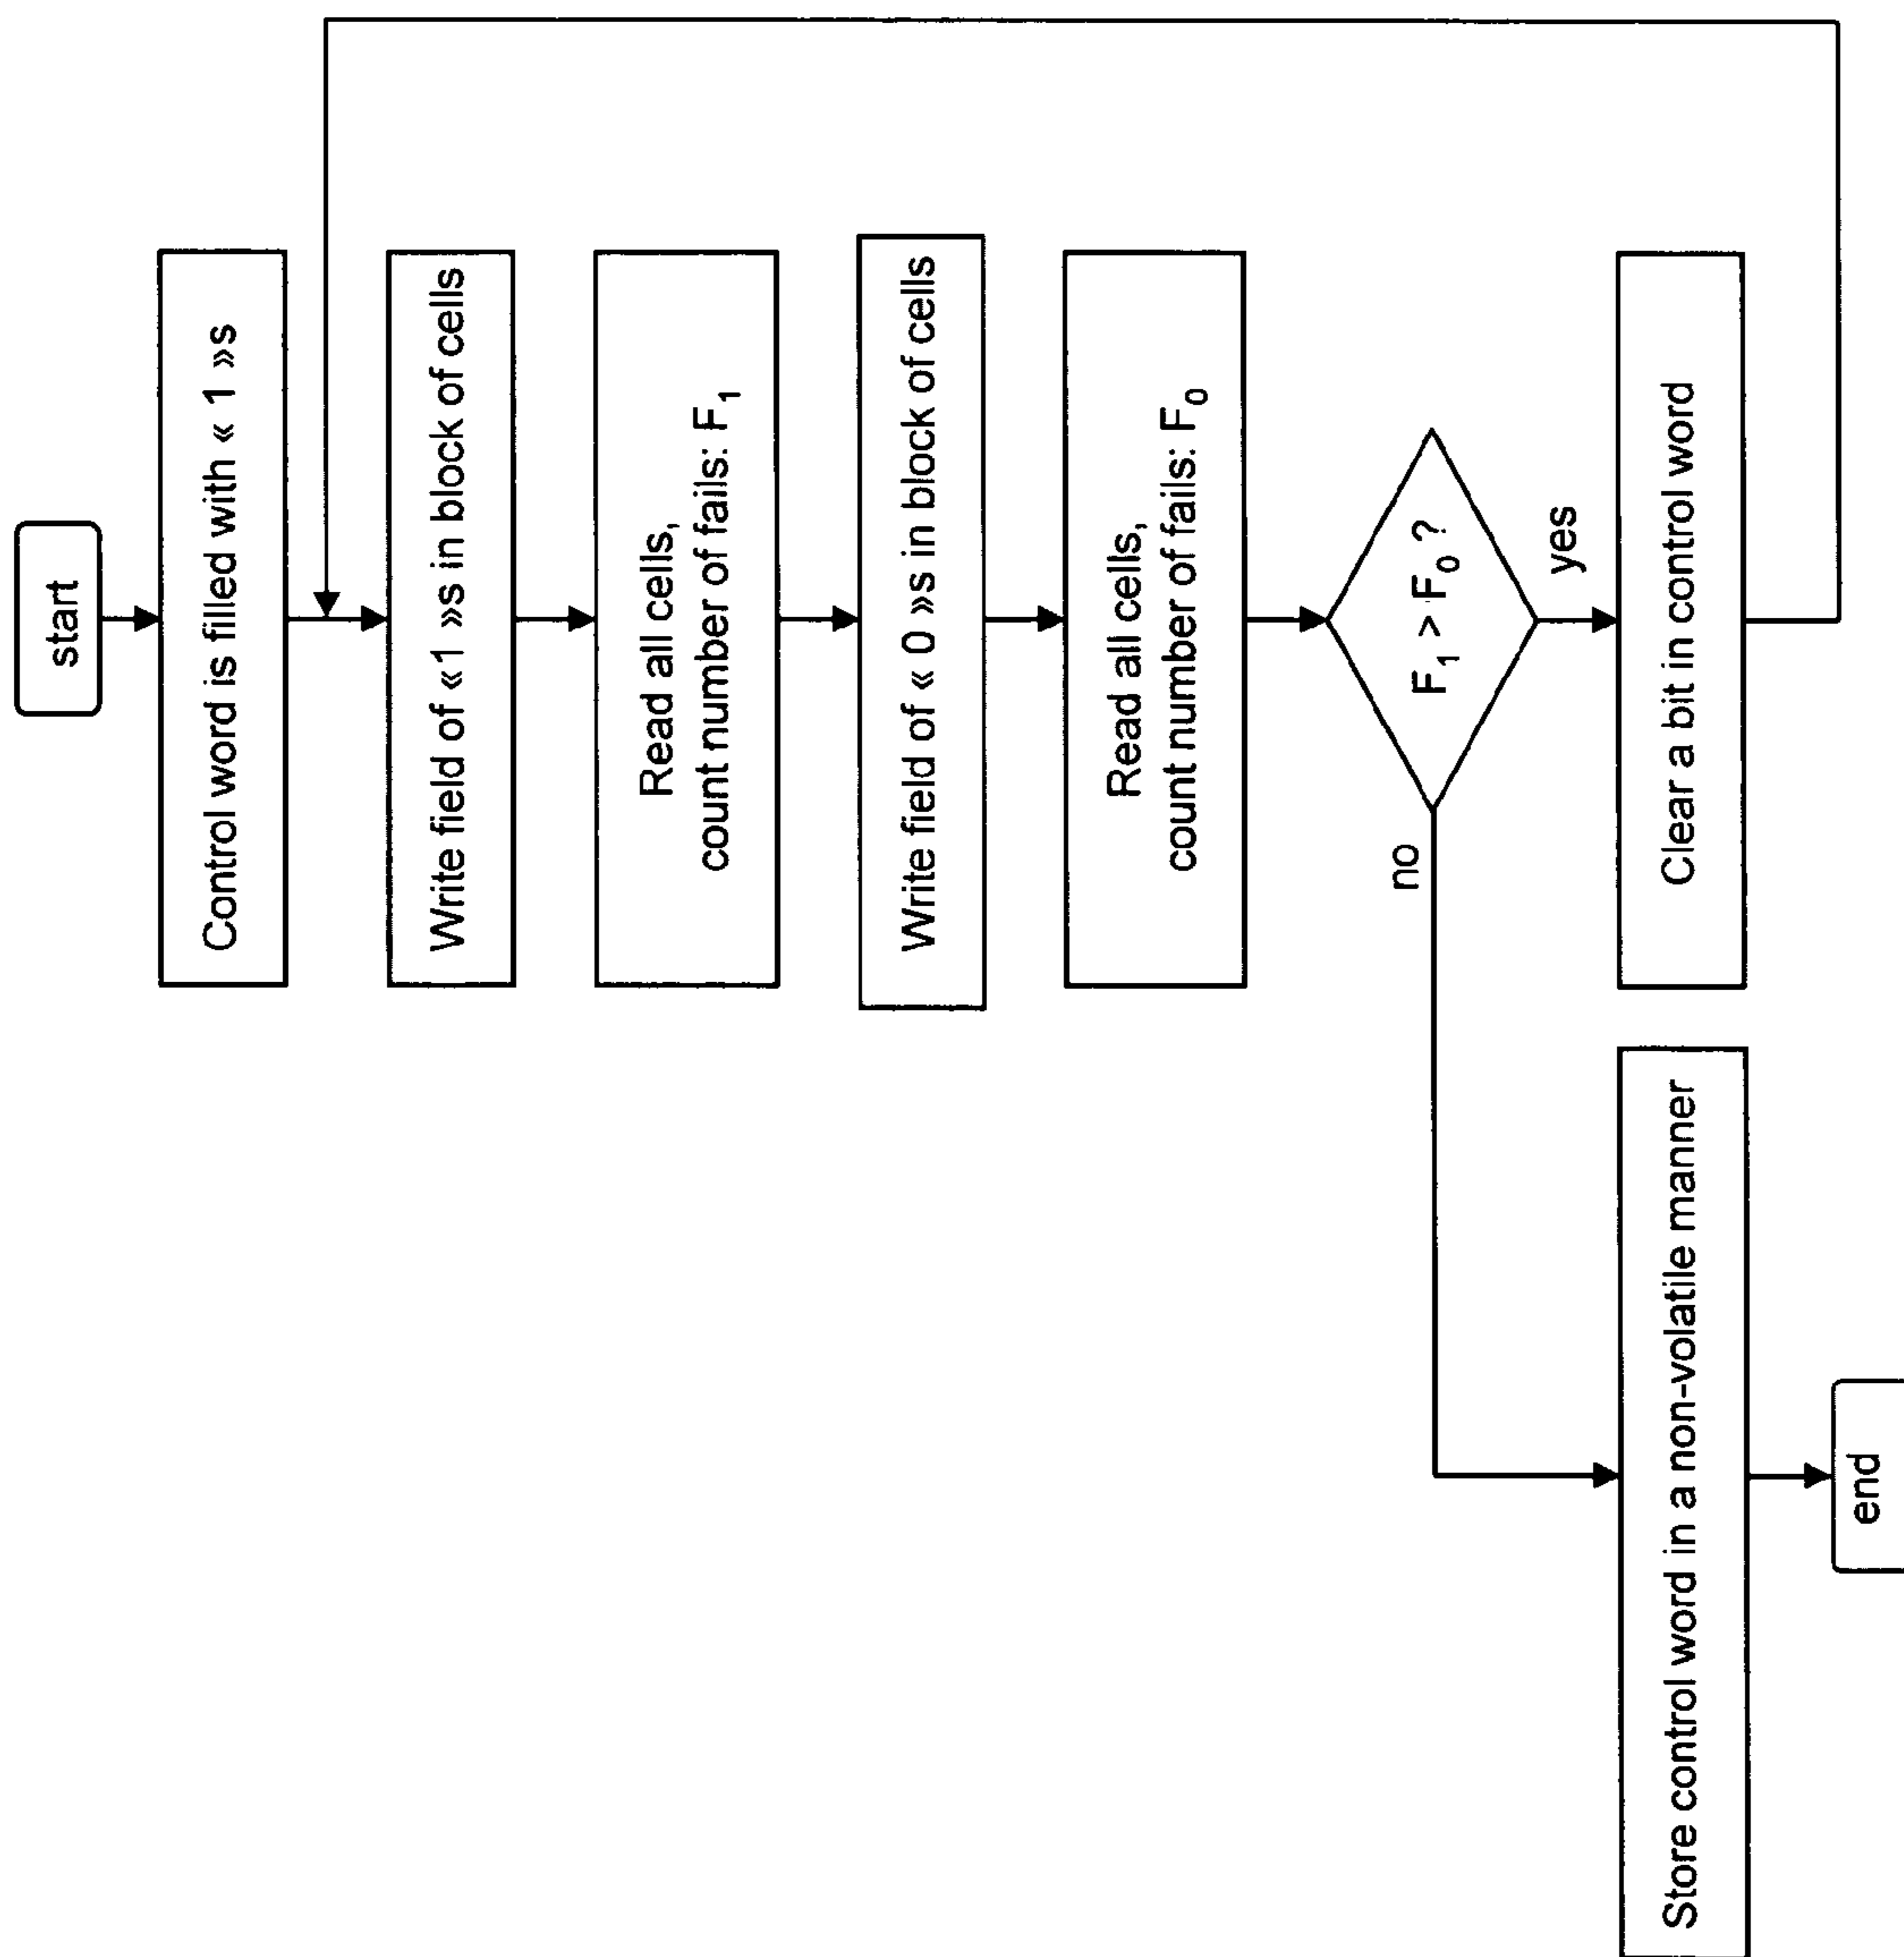 start
Control word is filled with « 1 »s
Write field of «1 »s in block of cells
Read all cells,
count number of fails: F₁
Write field of « 0 »s in block of cells
Read all cells,
count number of fails: F₀
F₁ > F₀ ?
no
yes
Store control word in a non-volatile manner
Clear a bit in control word
end